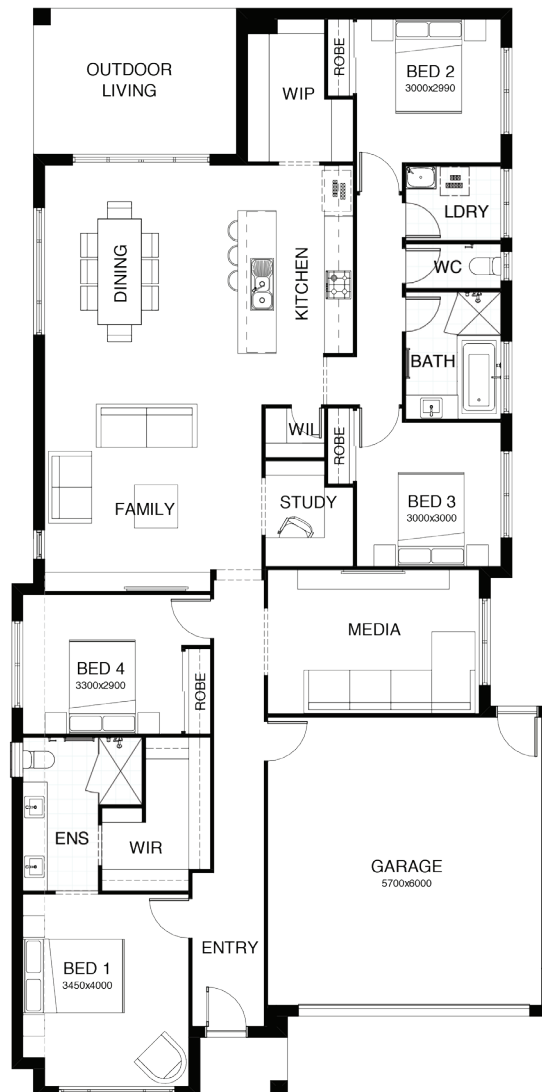 OUTDOOR
LIVING
WIP
ROBE
BED 2
3000x2990
LDRY
WC
BATH
DINING
KITCHEN
WIL
ROBE
STUDY
BED 3
3000x3000
FAMILY
MEDIA
BED 4
3300x2900
ROBE
ENS
WIR
GARAGE
5700x6000
ENTRY
BED 1
3450x4000